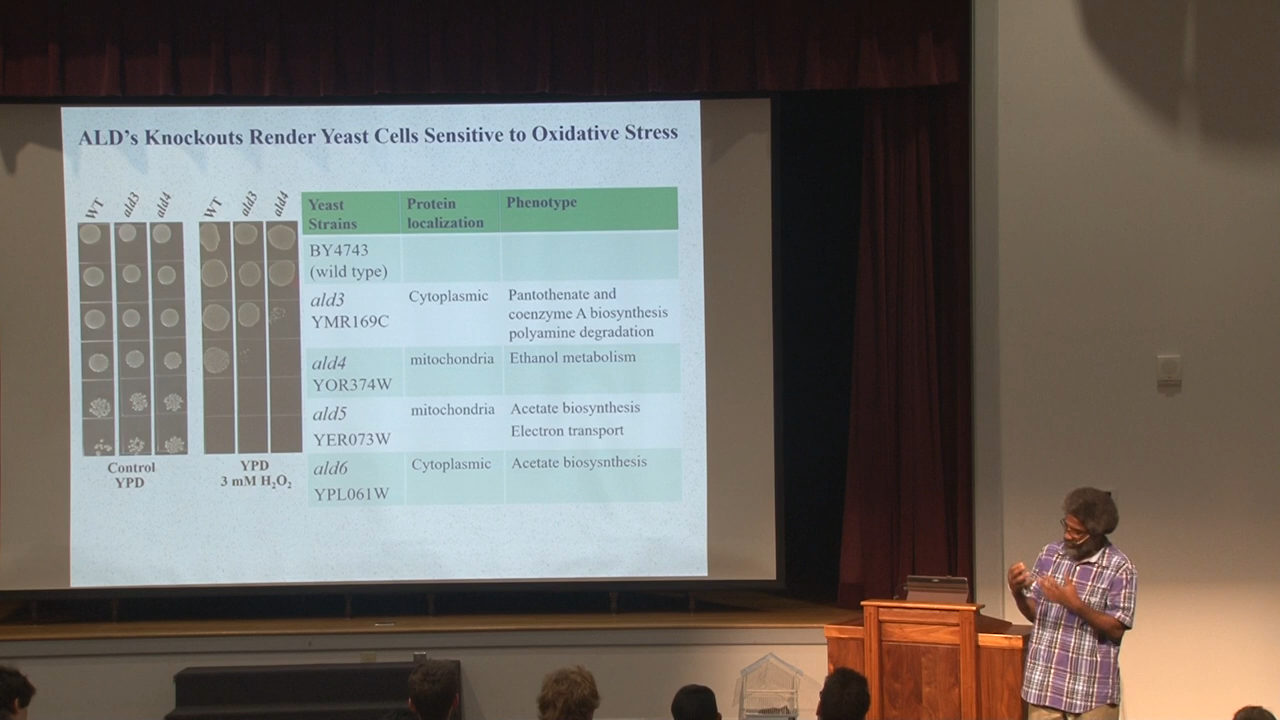 ALD's Knockouts Render Yeast Cells Sensitive to Oxidative Stress
WT ald3 ald4 WT ald3 ald4
Control
YPD
YPD
3 mM H₂O₂
Yeast Strains Protein localization Phenotype
BY4743
(wild type)
ald3 Cytoplasmic Pantothenate and
YMR169C coenzyme A biosynthesis
polyamine degradation
ald4 mitochondria Ethanol metabolism
YOR374W
ald5 mitochondria Acetate biosynthesis
YER073W Electron transport
ald6 Cytoplasmic Acetate biosysnthesis
YPL061W